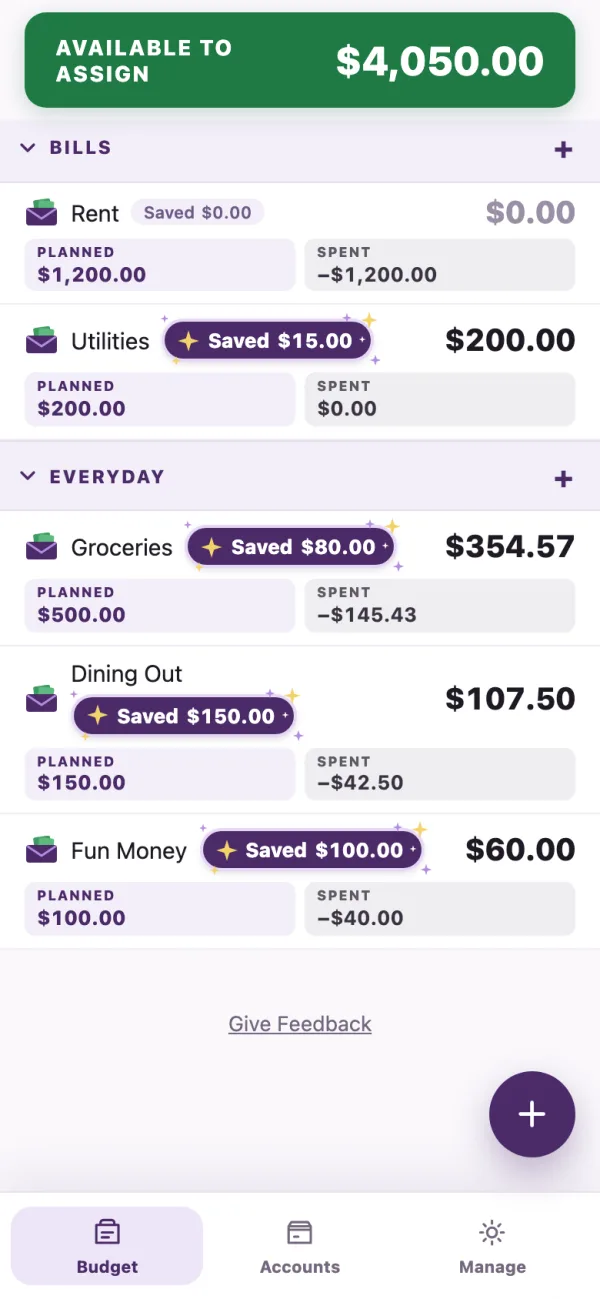 AVAILABLE TO
ASSIGN
$4,050.00
BILLS
Rent Saved $0.00 $0.00
PLANNED SPENT
$1,200.00 –$1,200.00
Utilities Saved $15.00 $200.00
PLANNED SPENT
$200.00 $0.00
EVERYDAY
Groceries Saved $80.00 $354.57
PLANNED SPENT
$500.00 –$145.43
Dining Out
Saved $150.00 $107.50
PLANNED SPENT
$150.00 –$42.50
Fun Money Saved $100.00 $60.00
PLANNED SPENT
$100.00 –$40.00
Give Feedback
Budget Accounts Manage